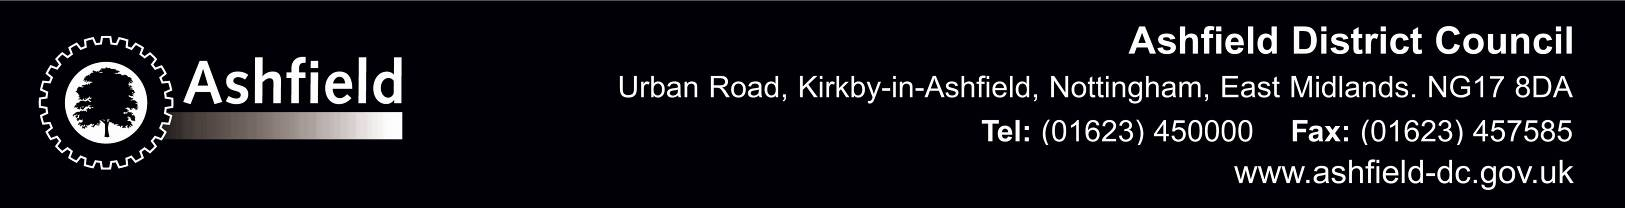 Ashfield
Ashfield District Council
Urban Road, Kirkby-in-Ashfield, Nottingham, East Midlands. NG17 8DA
Tel: (01623) 450000 Fax: (01623) 457585
www.ashfield-dc.gov.uk